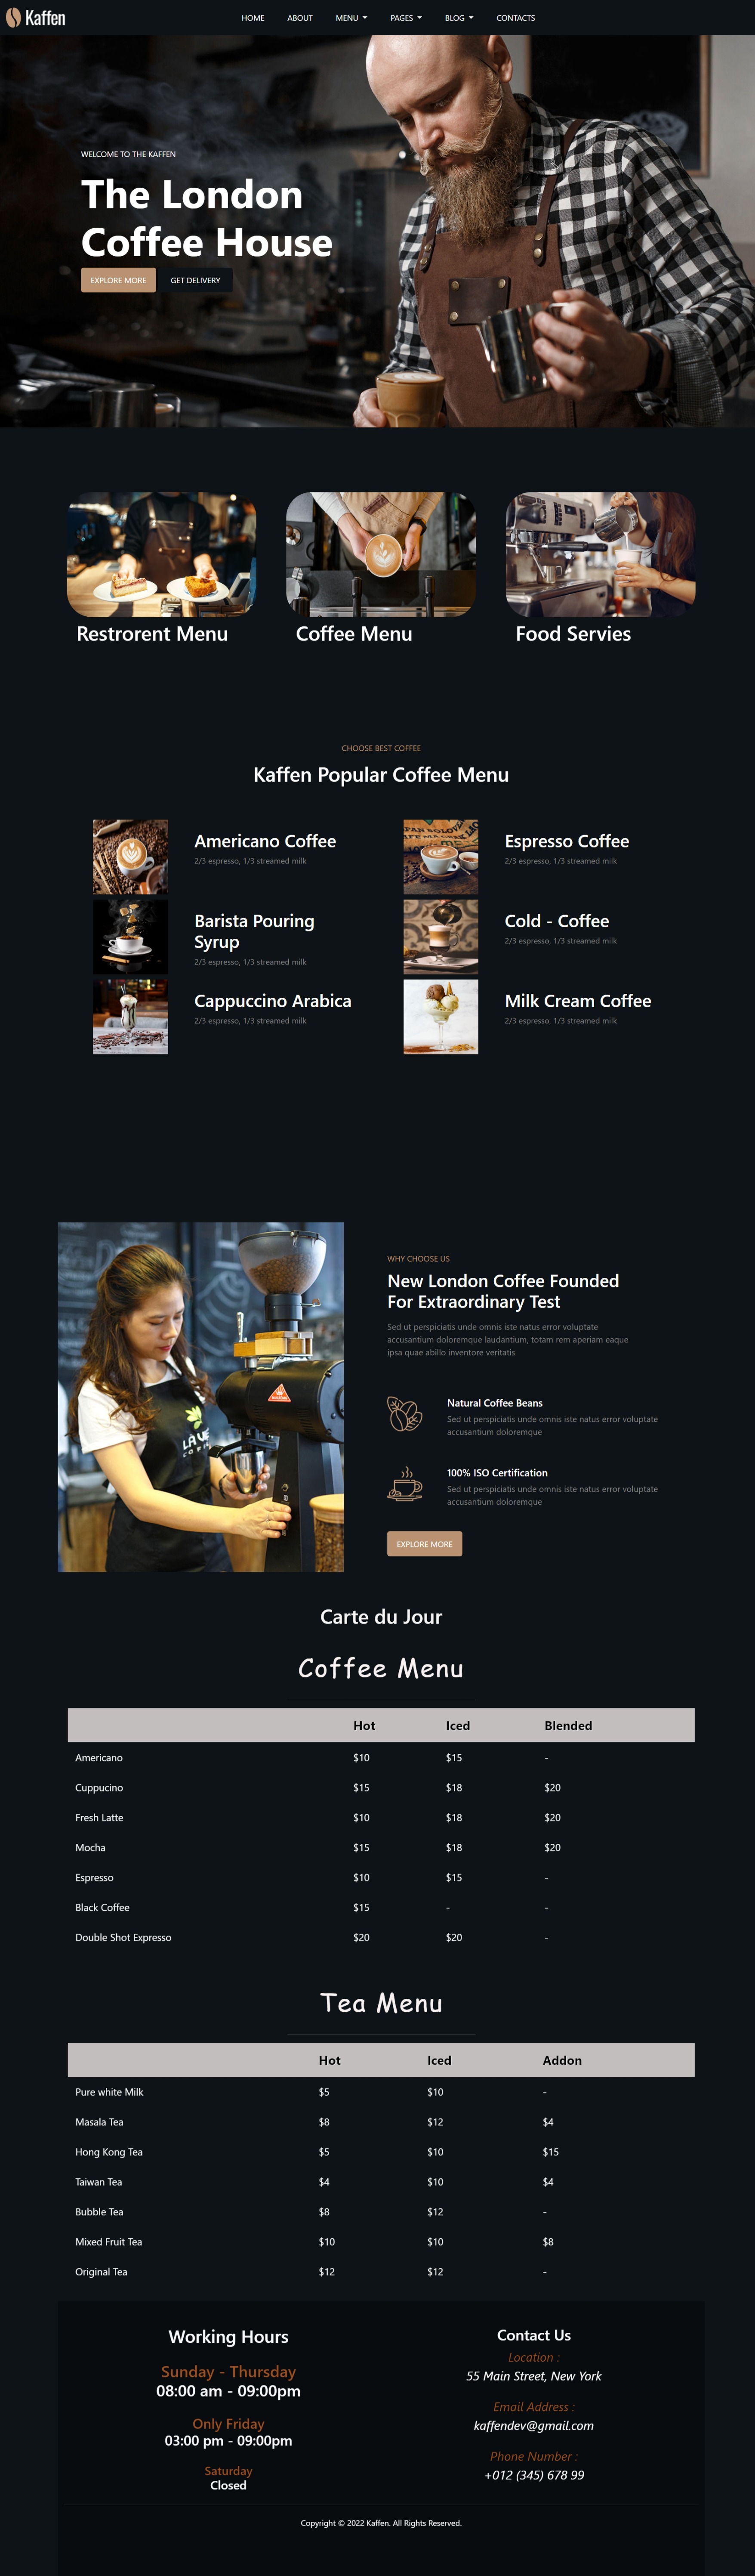 Kaffen
HOME ABOUT MENU PAGES BLOG CONTACTS
WELCOME TO THE KAFFEN
The London
Coffee House
EXPLORE MORE GET DELIVERY
Restrorent Menu Coffee Menu Food Servies
CHOOSE BEST COFFEE
Kaffen Popular Coffee Menu
Americano Coffee
2/3 espresso, 1/3 streamed milk
Espresso Coffee
2/3 espresso, 1/3 streamed milk
Barista Pouring
Syrup
2/3 espresso, 1/3 streamed milk
Cold - Coffee
2/3 espresso, 1/3 streamed milk
Cappuccino Arabica
2/3 espresso, 1/3 streamed milk
Milk Cream Coffee
2/3 espresso, 1/3 streamed milk
WHY CHOOSE US
New London Coffee Founded
For Extraordinary Test
Sed ut perspiciatis unde omnis iste natus error voluptate
accusantium doloremque laudantium, totam rem aperiam eaque
ipsa quae abillo inventore veritatis
Natural Coffee Beans
Sed ut perspiciatis unde omnis iste natus error voluptate
accusantium doloremque
100% ISO Certification
Sed ut perspiciatis unde omnis iste natus error voluptate
accusantium doloremque
EXPLORE MORE
Carte du Jour
Coffee Menu
Hot Iced Blended
Americano $10 $15 -
Cuppucino $15 $18 $20
Fresh Latte $10 $18 $20
Mocha $15 $18 $20
Espresso $10 $15 -
Black Coffee $15 - -
Double Shot Expresso $20 $20 -
Tea Menu
Hot Iced Addon
Pure white Milk $5 $10 -
Masala Tea $8 $12 $4
Hong Kong Tea $5 $10 $15
Taiwan Tea $4 $10 $4
Bubble Tea $8 $12 -
Mixed Fruit Tea $10 $10 $8
Original Tea $12 $12 -
Working Hours
Sunday - Thursday
08:00 am - 09:00pm
Only Friday
03:00 pm - 09:00pm
Saturday
Closed
Contact Us
Location :
55 Main Street, New York
Email Address :
kaffendev@gmail.com
Phone Number :
+012 (345) 678 99
Copyright © 2022 Kaffen. All Rights Reserved.